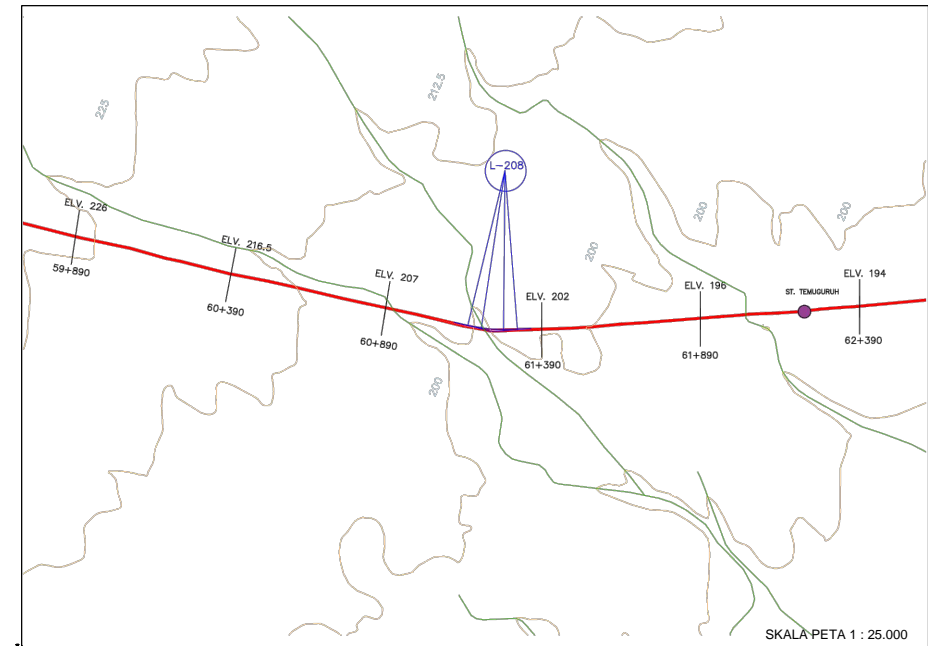 225
212.5
L-208
ELV. 226
200
200
ELV. 216.5
200
59+890
ELV. 207
ELV. 196
ELV. 194
ST. TEMUGURUH
ELV. 202
60+390
60+890
61+390
61+890
62+390
200
SKALA PETA 1 : 25.000